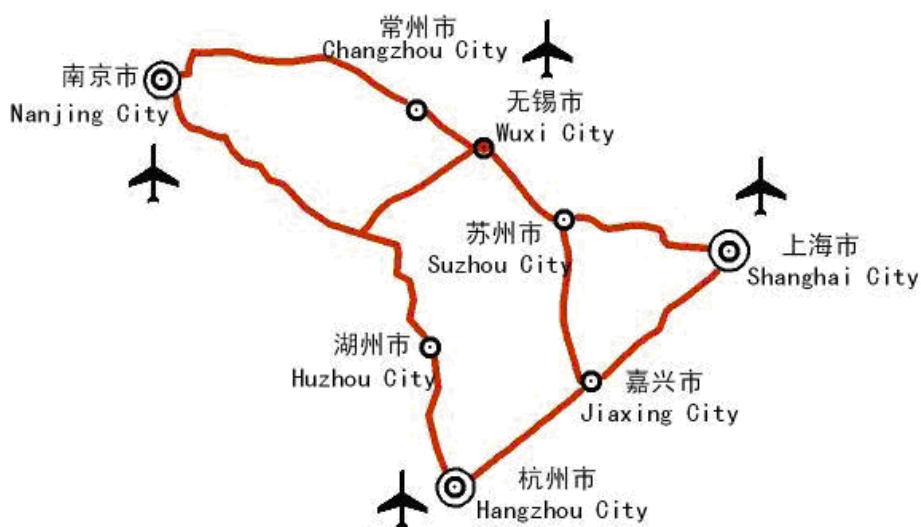 常州市
Changzhou City
南京市
Nanjing City
无锡市
Wuxi City
苏州市
Suzhou City
上海市
Shanghai City
湖州市
Huzhou City
嘉兴市
Jiaxing City
杭州市
Hangzhou City